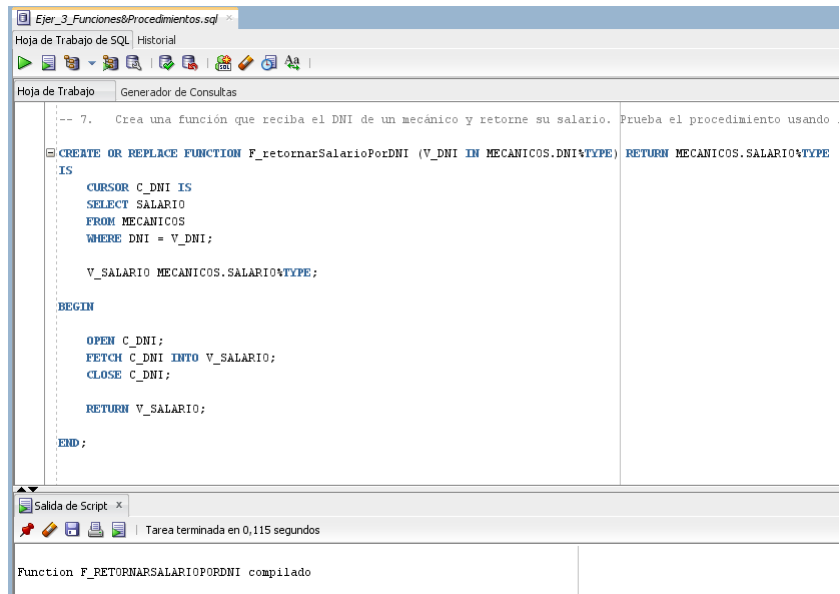 Ejer_3_Funciones&Procedimientos.sql
Hoja de Trabajo de SQL Historial
Hoja de Trabajo Generador de Consultas
-- 7. Crea una función que reciba el DNI de un mecánico y retorne su salario. Prueba el procedimiento usando
CREATE OR REPLACE FUNCTION F_retornarSalarioPorDNI (V_DNI IN MECANICOS.DNI%TYPE) RETURN MECANICOS.SALARIO%TYPE
IS
CURSOR C_DNI IS
SELECT SALARIO
FROM MECANICOS
WHERE DNI = V_DNI;
V_SALARIO MECANICOS.SALARIO%TYPE;
BEGIN
OPEN C_DNI;
FETCH C_DNI INTO V_SALARIO;
CLOSE C_DNI;
RETURN V_SALARIO;
END;
Salida de Script x
Tarea terminada en 0,115 segundos
Function F_RETORNARSALARIOPORDNI compilado